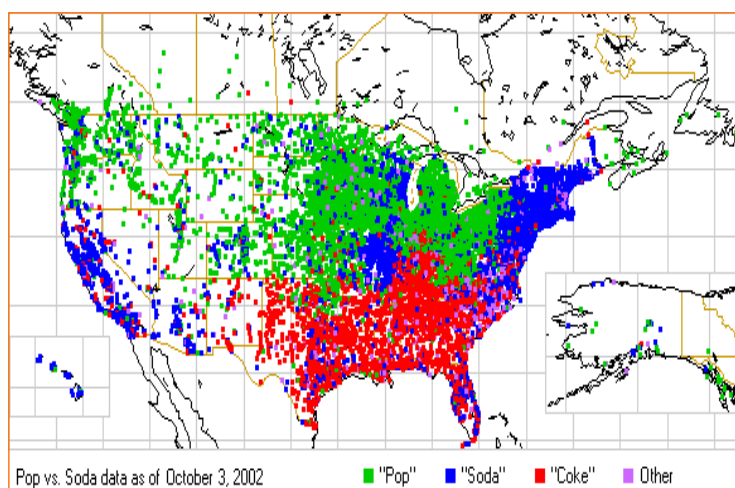 Pop vs. Soda data as of October 3, 2002 "Pop" "Soda" "Coke" Other